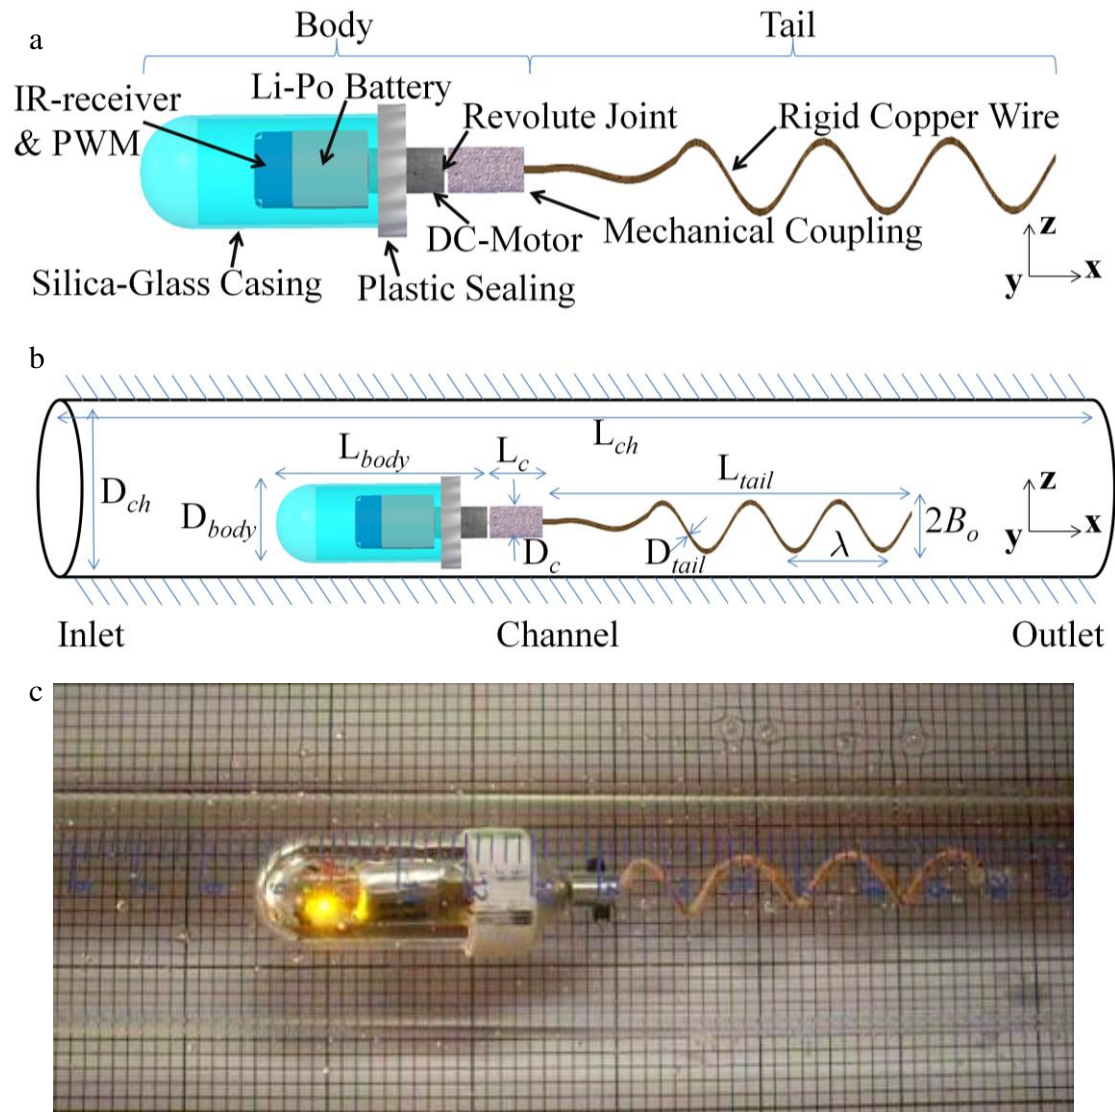 a
Body
Tail
IR-receiver
& PWM
Li-Po Battery
Revolute Joint
Rigid Copper Wire
DC-Motor
Mechanical Coupling
Silica-Glass Casing
Plastic Sealing
z
y
x
b
L_body
L_c
L_ch
L_tail
D_ch
D_body
D_c
D_tail
λ
2B_o
z
y
x
Inlet
Channel
Outlet
c